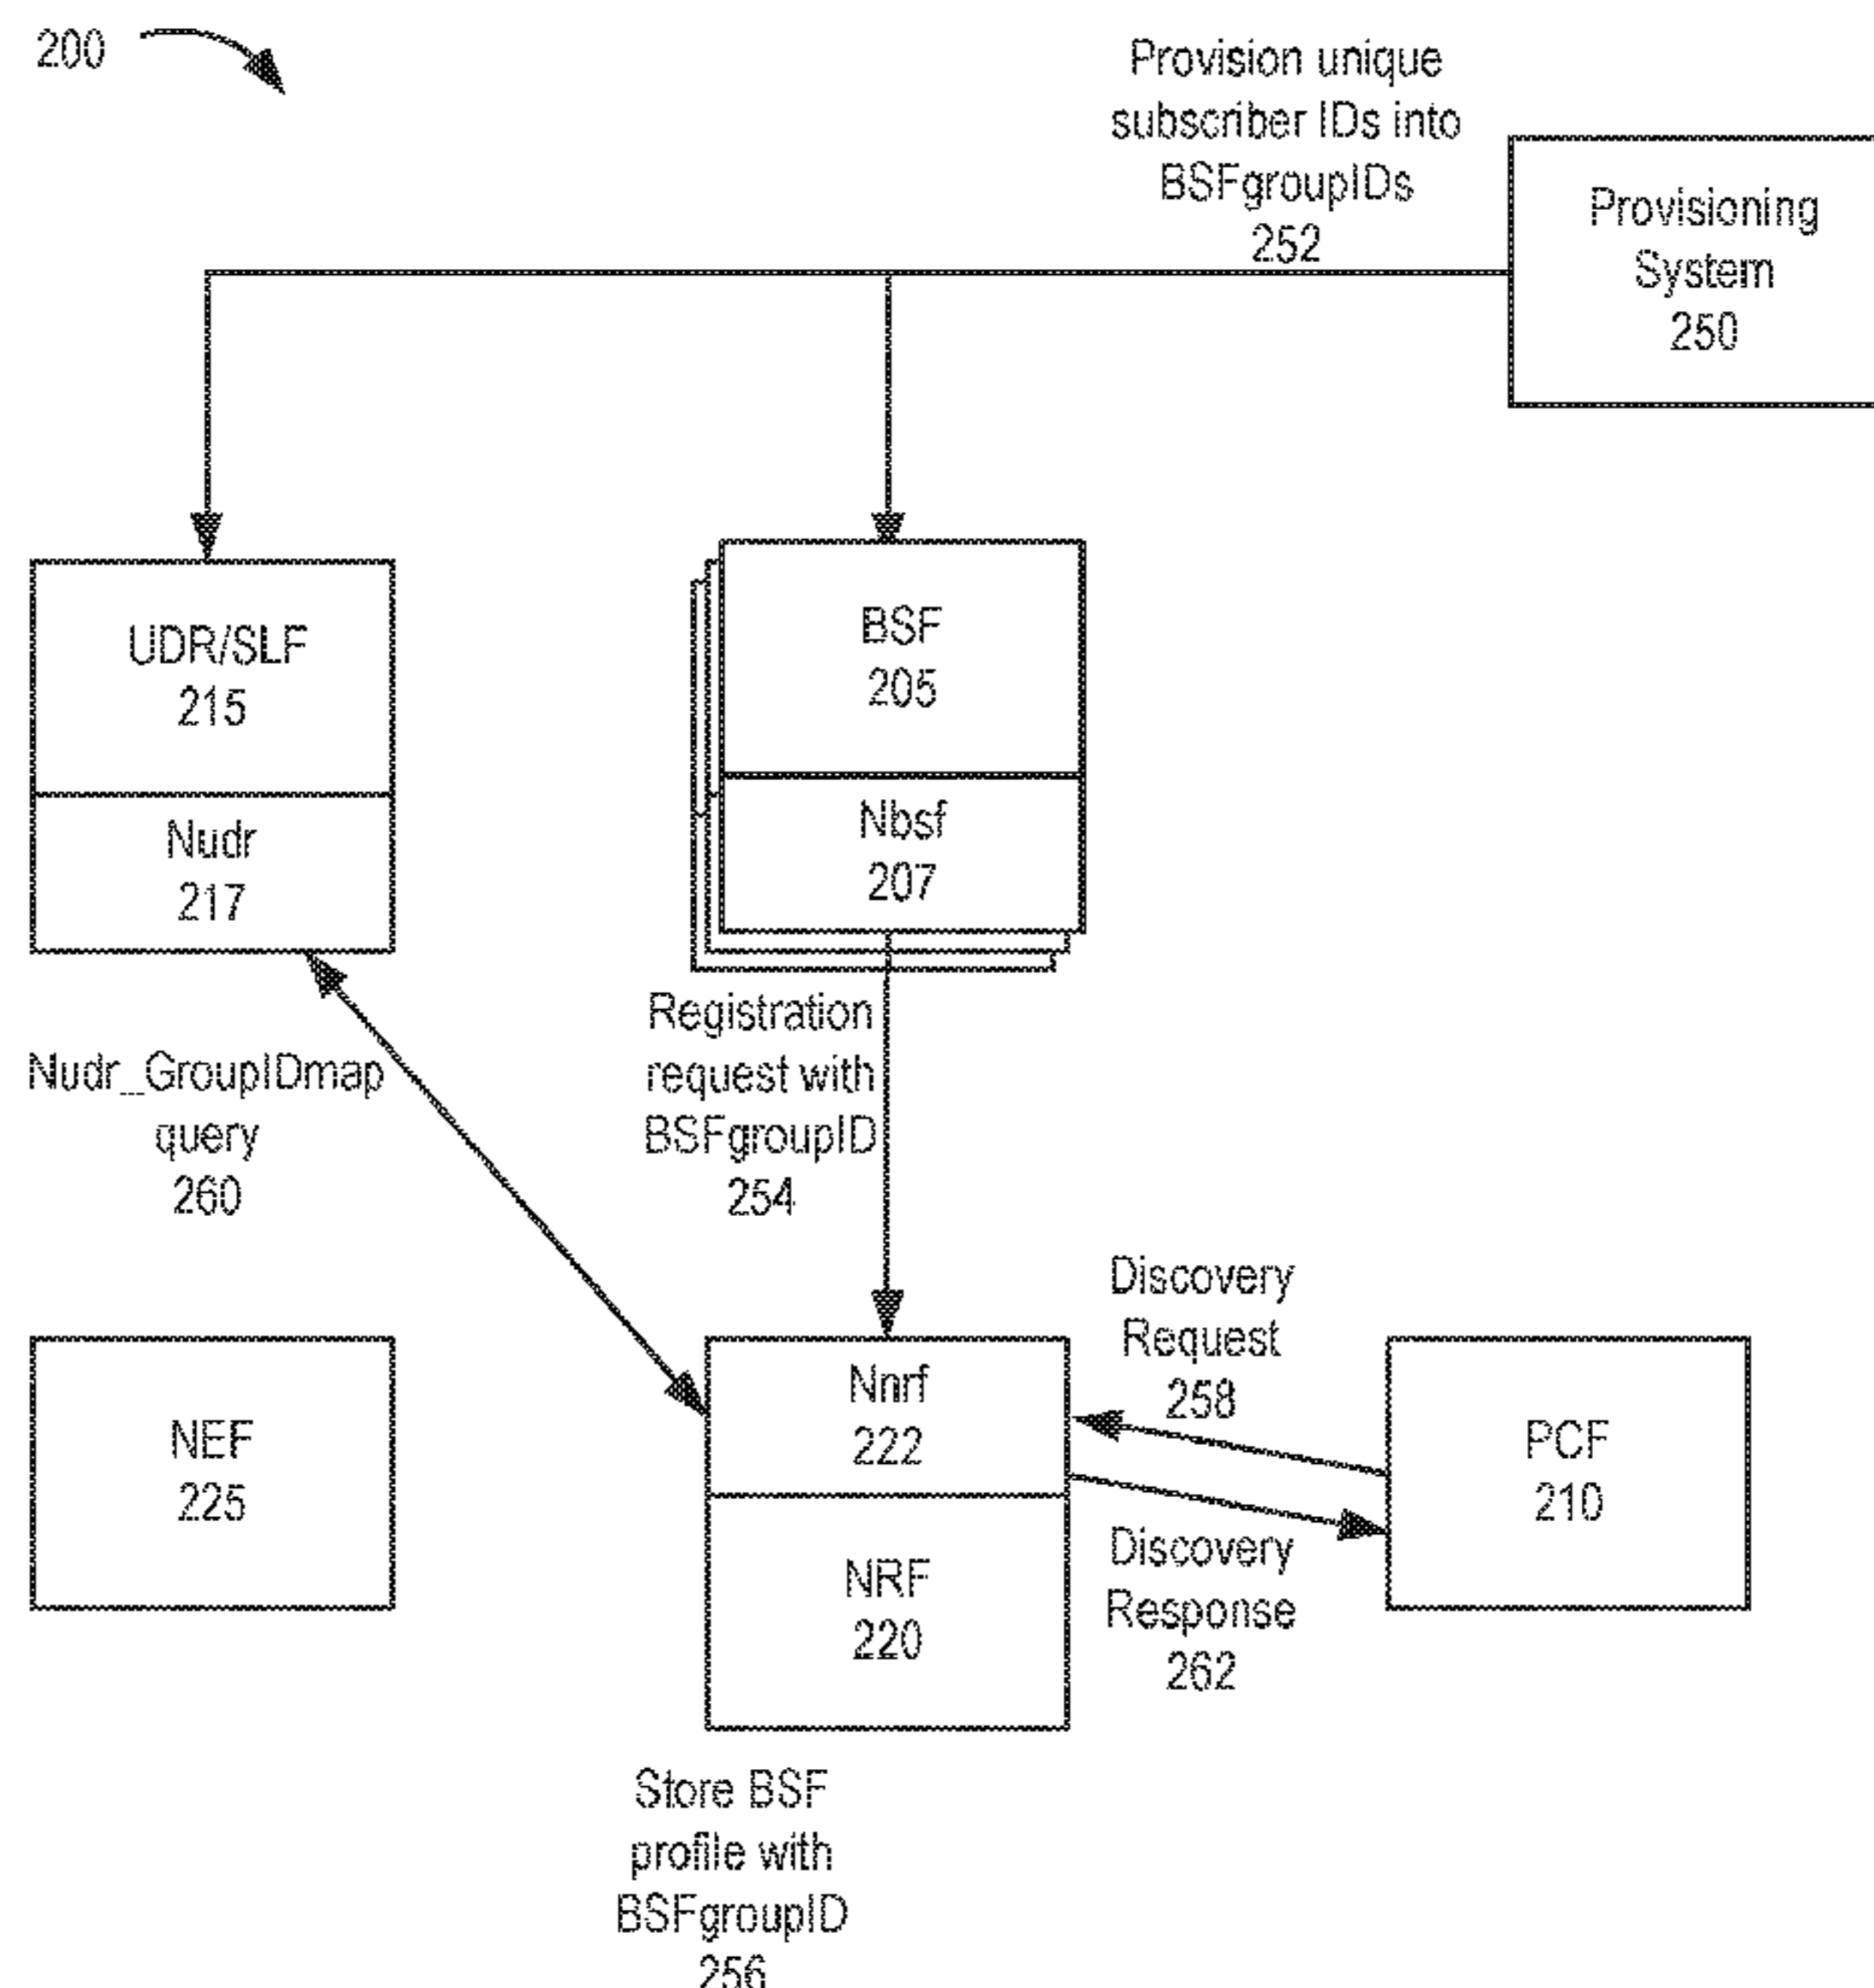 200
Provision unique
subscriber IDs into
BSFgroupIDs
252
Provisioning
System
250
UDR/SLF
215
Nudr
217
BSF
205
Nbsf
207
Nudr_GroupIDmap
query
260
Registration
request with
BSFgroupID
254
Discovery
Request
258
NEF
225
Nnrf
222
NRF
220
PCF
210
Discovery
Response
262
Store BSF
profile with
BSFgroupID
256